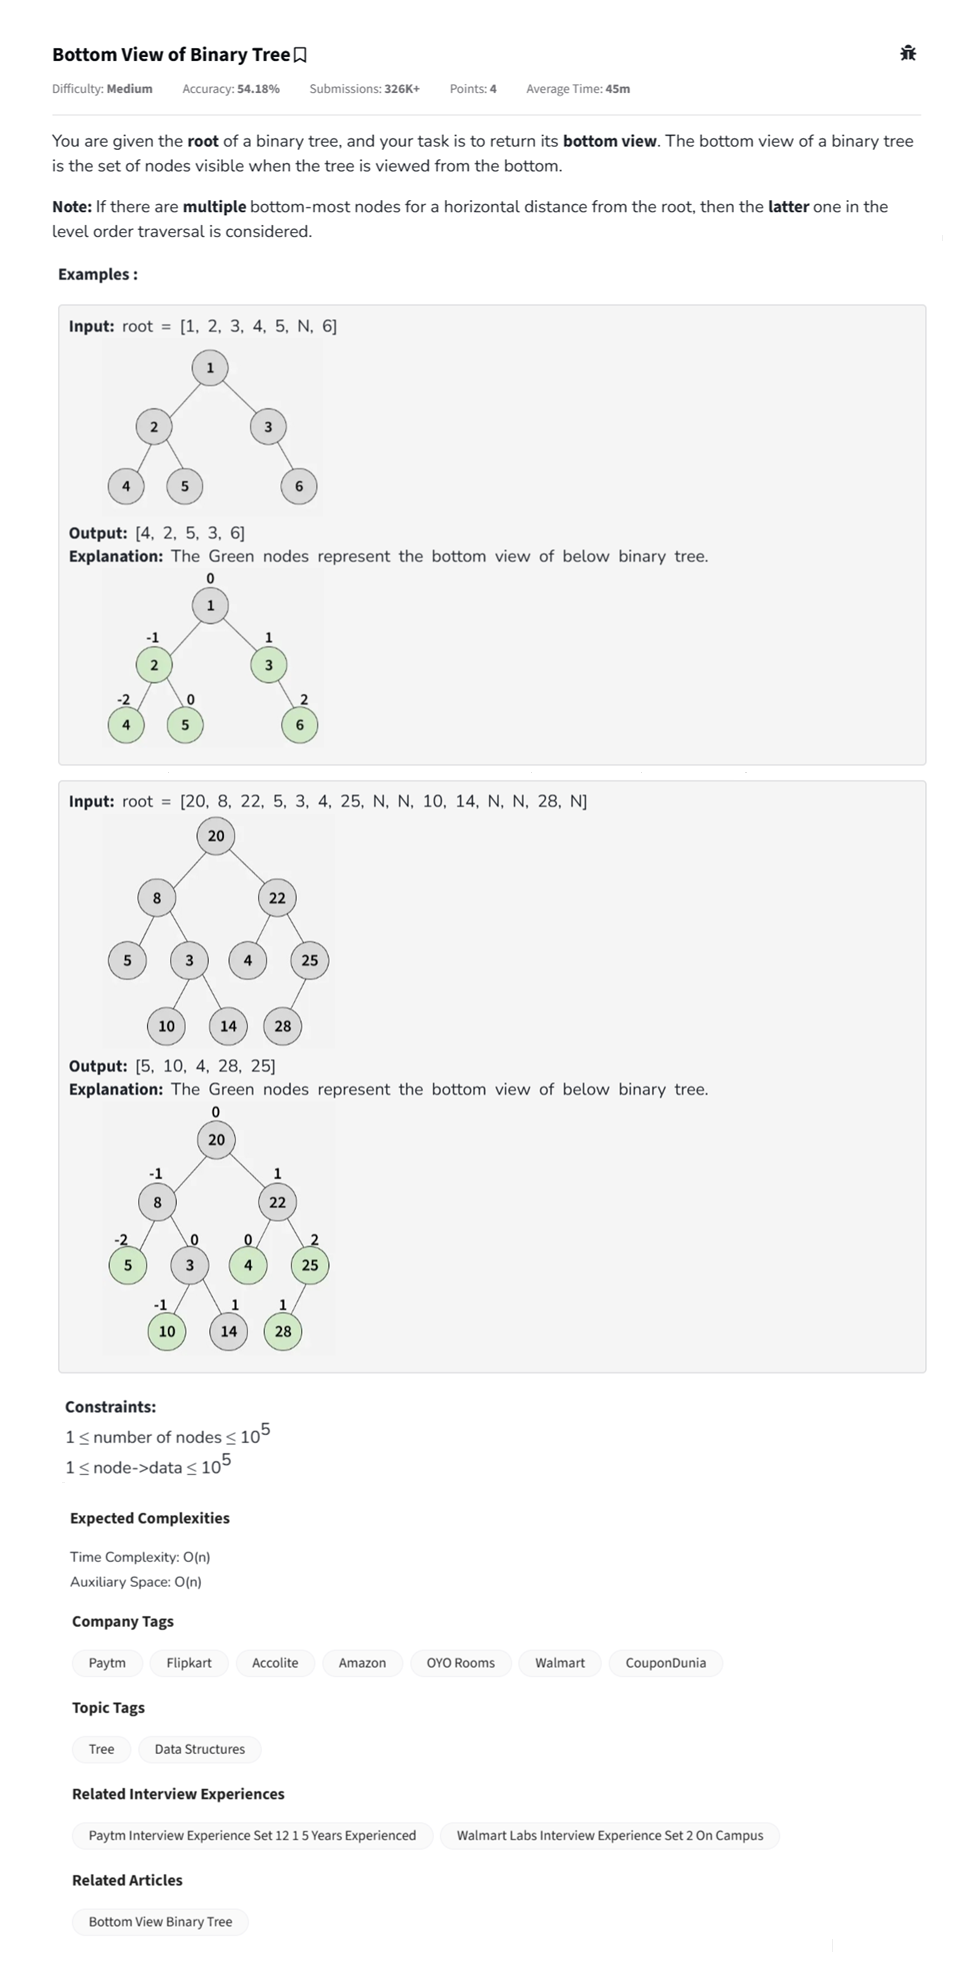 Bottom View of Binary Tree
Difficulty: Medium Accuracy: 54.18% Submissions: 326K+ Points: 4 Average Time: 45m
You are given the root of a binary tree, and your task is to return its bottom view. The bottom view of a binary tree
is the set of nodes visible when the tree is viewed from the bottom.
Note: If there are multiple bottom-most nodes for a horizontal distance from the root, then the latter one in the
level order traversal is considered.
Examples :
Input: root = [1, 2, 3, 4, 5, N, 6]
1
2 3
4 5 6
Output: [4, 2, 5, 3, 6]
Explanation: The Green nodes represent the bottom view of below binary tree.
0
1
-1 1
2 3
-2 0 2
4 5 6
Input: root = [20, 8, 22, 5, 3, 4, 25, N, N, 10, 14, N, N, 28, N]
20
8 22
5 3 4 25
10 14 28
Output: [5, 10, 4, 28, 25]
Explanation: The Green nodes represent the bottom view of below binary tree.
0
20
-1 1
8 22
-2 0 0 2
5 3 4 25
-1 1 1
10 14 28
Constraints:
1 ≤ number of nodes ≤ 10^5
1 ≤ node->data ≤ 10^5
Expected Complexities
Time Complexity: O(n)
Auxiliary Space: O(n)
Company Tags
Paytm Flipkart Accolite Amazon OYO Rooms Walmart CouponDunia
Topic Tags
Tree Data Structures
Related Interview Experiences
Paytm Interview Experience Set 12 1 5 Years Experienced Walmart Labs Interview Experience Set 2 On Campus
Related Articles
Bottom View Binary Tree